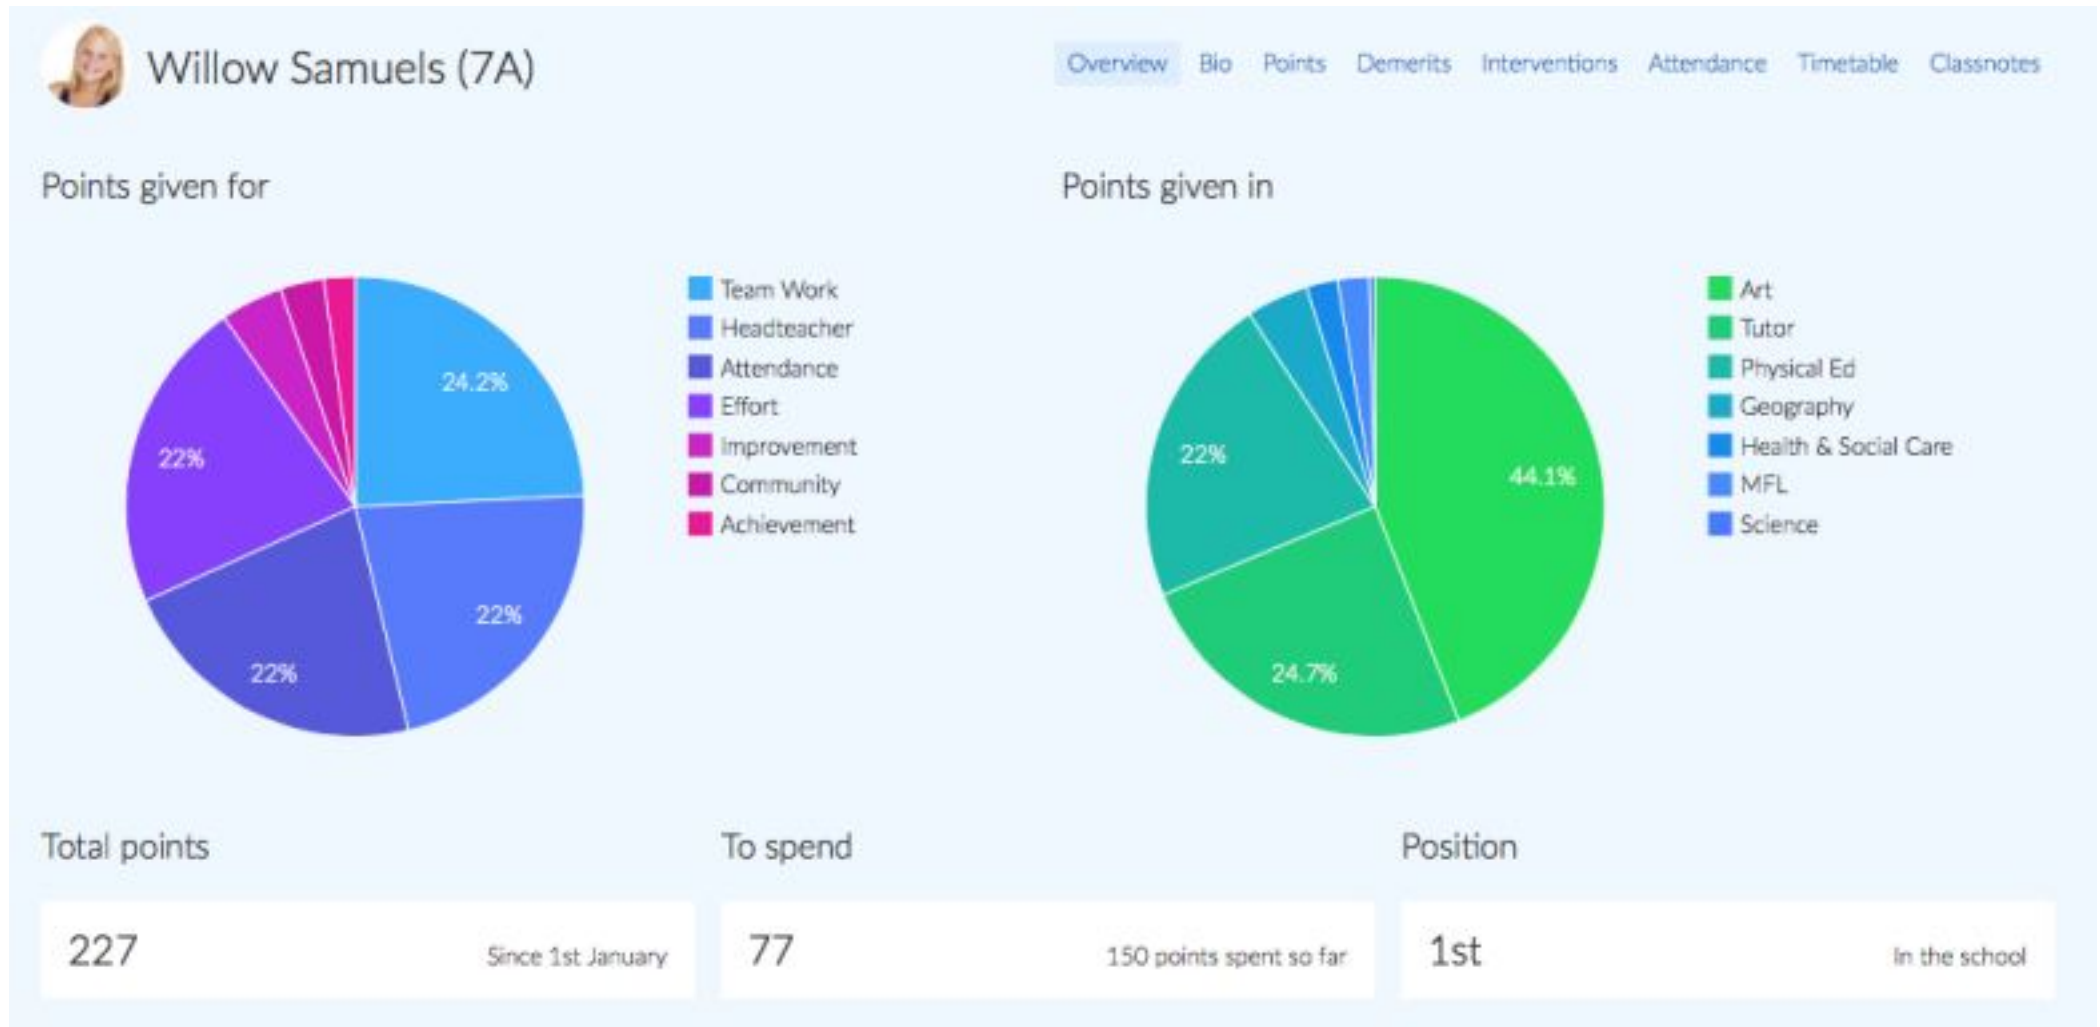 Willow Samuels (7A)
Overview Bio Points Demerits Interventions Attendance Timetable Classnotes
Points given for
24.2%
22%
22%
22%
Team Work
Headteacher
Attendance
Effort
Improvement
Community
Achievement
Points given in
44.1%
22%
24.7%
Art
Tutor
Physical Ed
Geography
Health & Social Care
MFL
Science
Total points
227 Since 1st January
To spend
77 150 points spent so far
Position
1st In the school